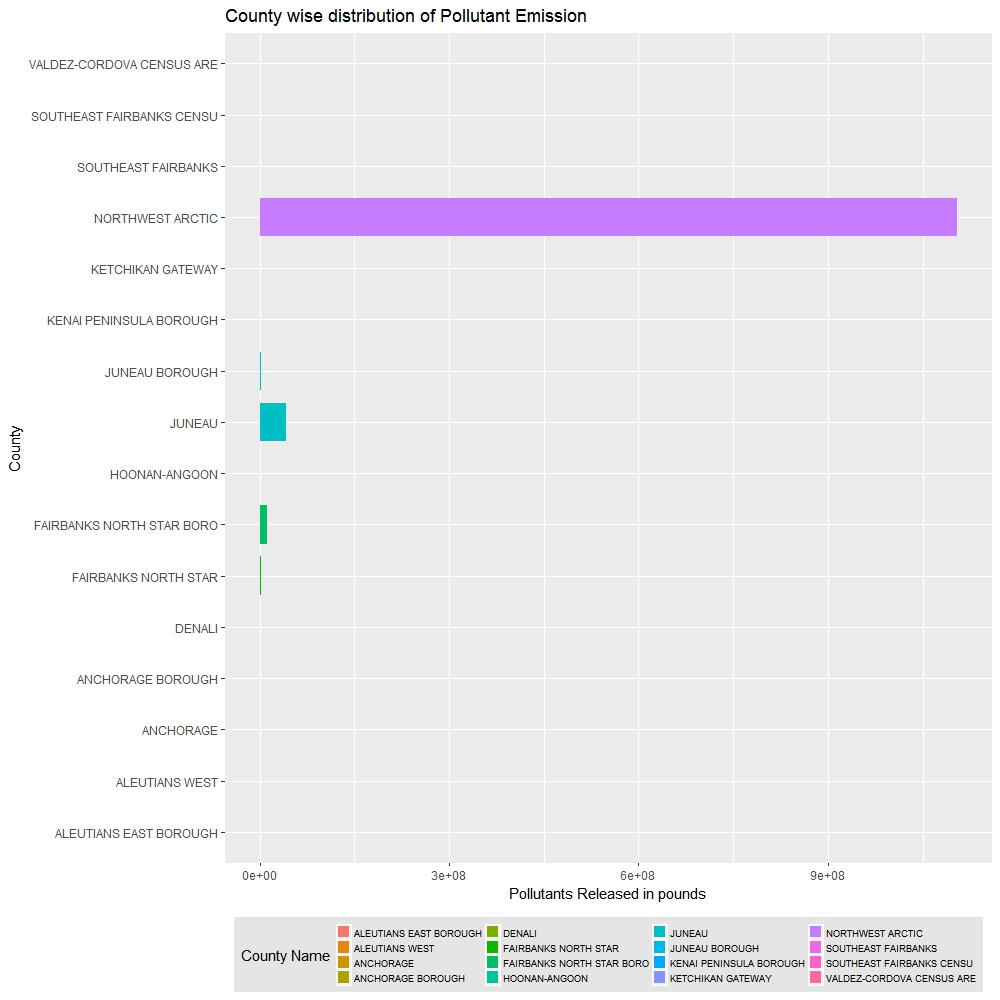 County wise distribution of Pollutant Emission
VALDEZ-CORDOVA CENSUS ARE
SOUTHEAST FAIRBANKS CENSU
SOUTHEAST FAIRBANKS
NORTHWEST ARCTIC
KETCHIKAN GATEWAY
KENAI PENINSULA BOROUGH
JUNEAU BOROUGH
JUNEAU
HOONAN-ANGOON
FAIRBANKS NORTH STAR BORO
FAIRBANKS NORTH STAR
DENALI
ANCHORAGE BOROUGH
ANCHORAGE
ALEUTIANS WEST
ALEUTIANS EAST BOROUGH
County
0e+00 3e+08 6e+08 9e+08
Pollutants Released in pounds
County Name
ALEUTIANS EAST BOROUGH
ALEUTIANS WEST
ANCHORAGE
ANCHORAGE BOROUGH
DENALI
FAIRBANKS NORTH STAR
FAIRBANKS NORTH STAR BORO
HOONAN-ANGOON
JUNEAU
JUNEAU BOROUGH
KENAI PENINSULA BOROUGH
KETCHIKAN GATEWAY
NORTHWEST ARCTIC
SOUTHEAST FAIRBANKS
SOUTHEAST FAIRBANKS CENSU
VALDEZ-CORDOVA CENSUS ARE